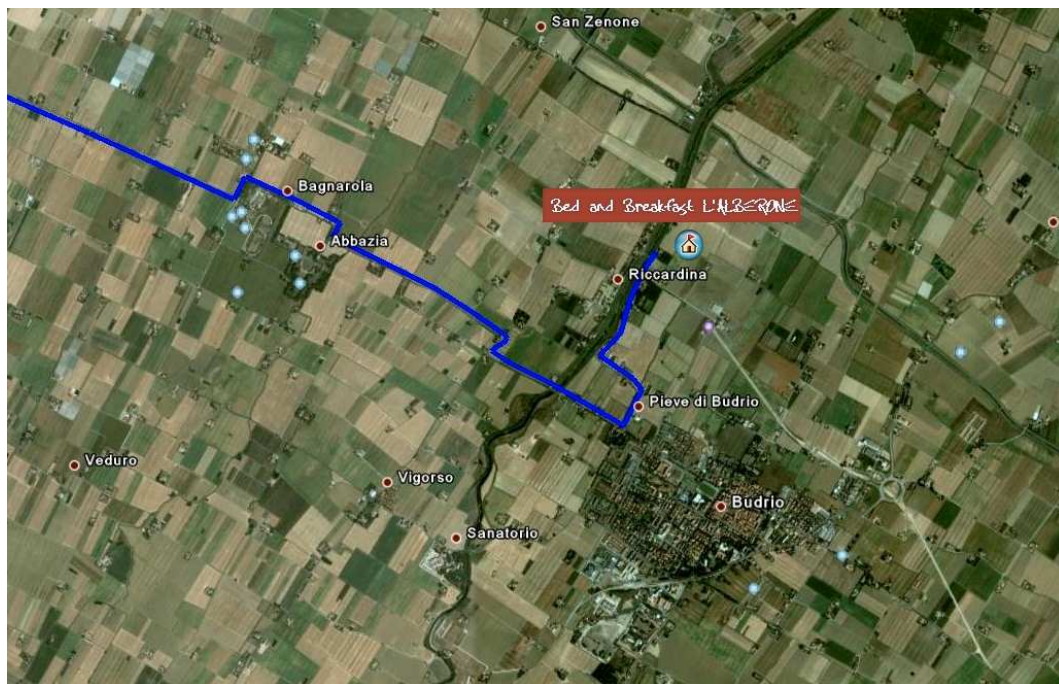 San Zenone
Bagnarola
Bed and Breakfast L'ALBERONE
Abbazia
Riccardina
Pieve di Budrio
Veduro
Vigorso
Budrio
Sanatorio